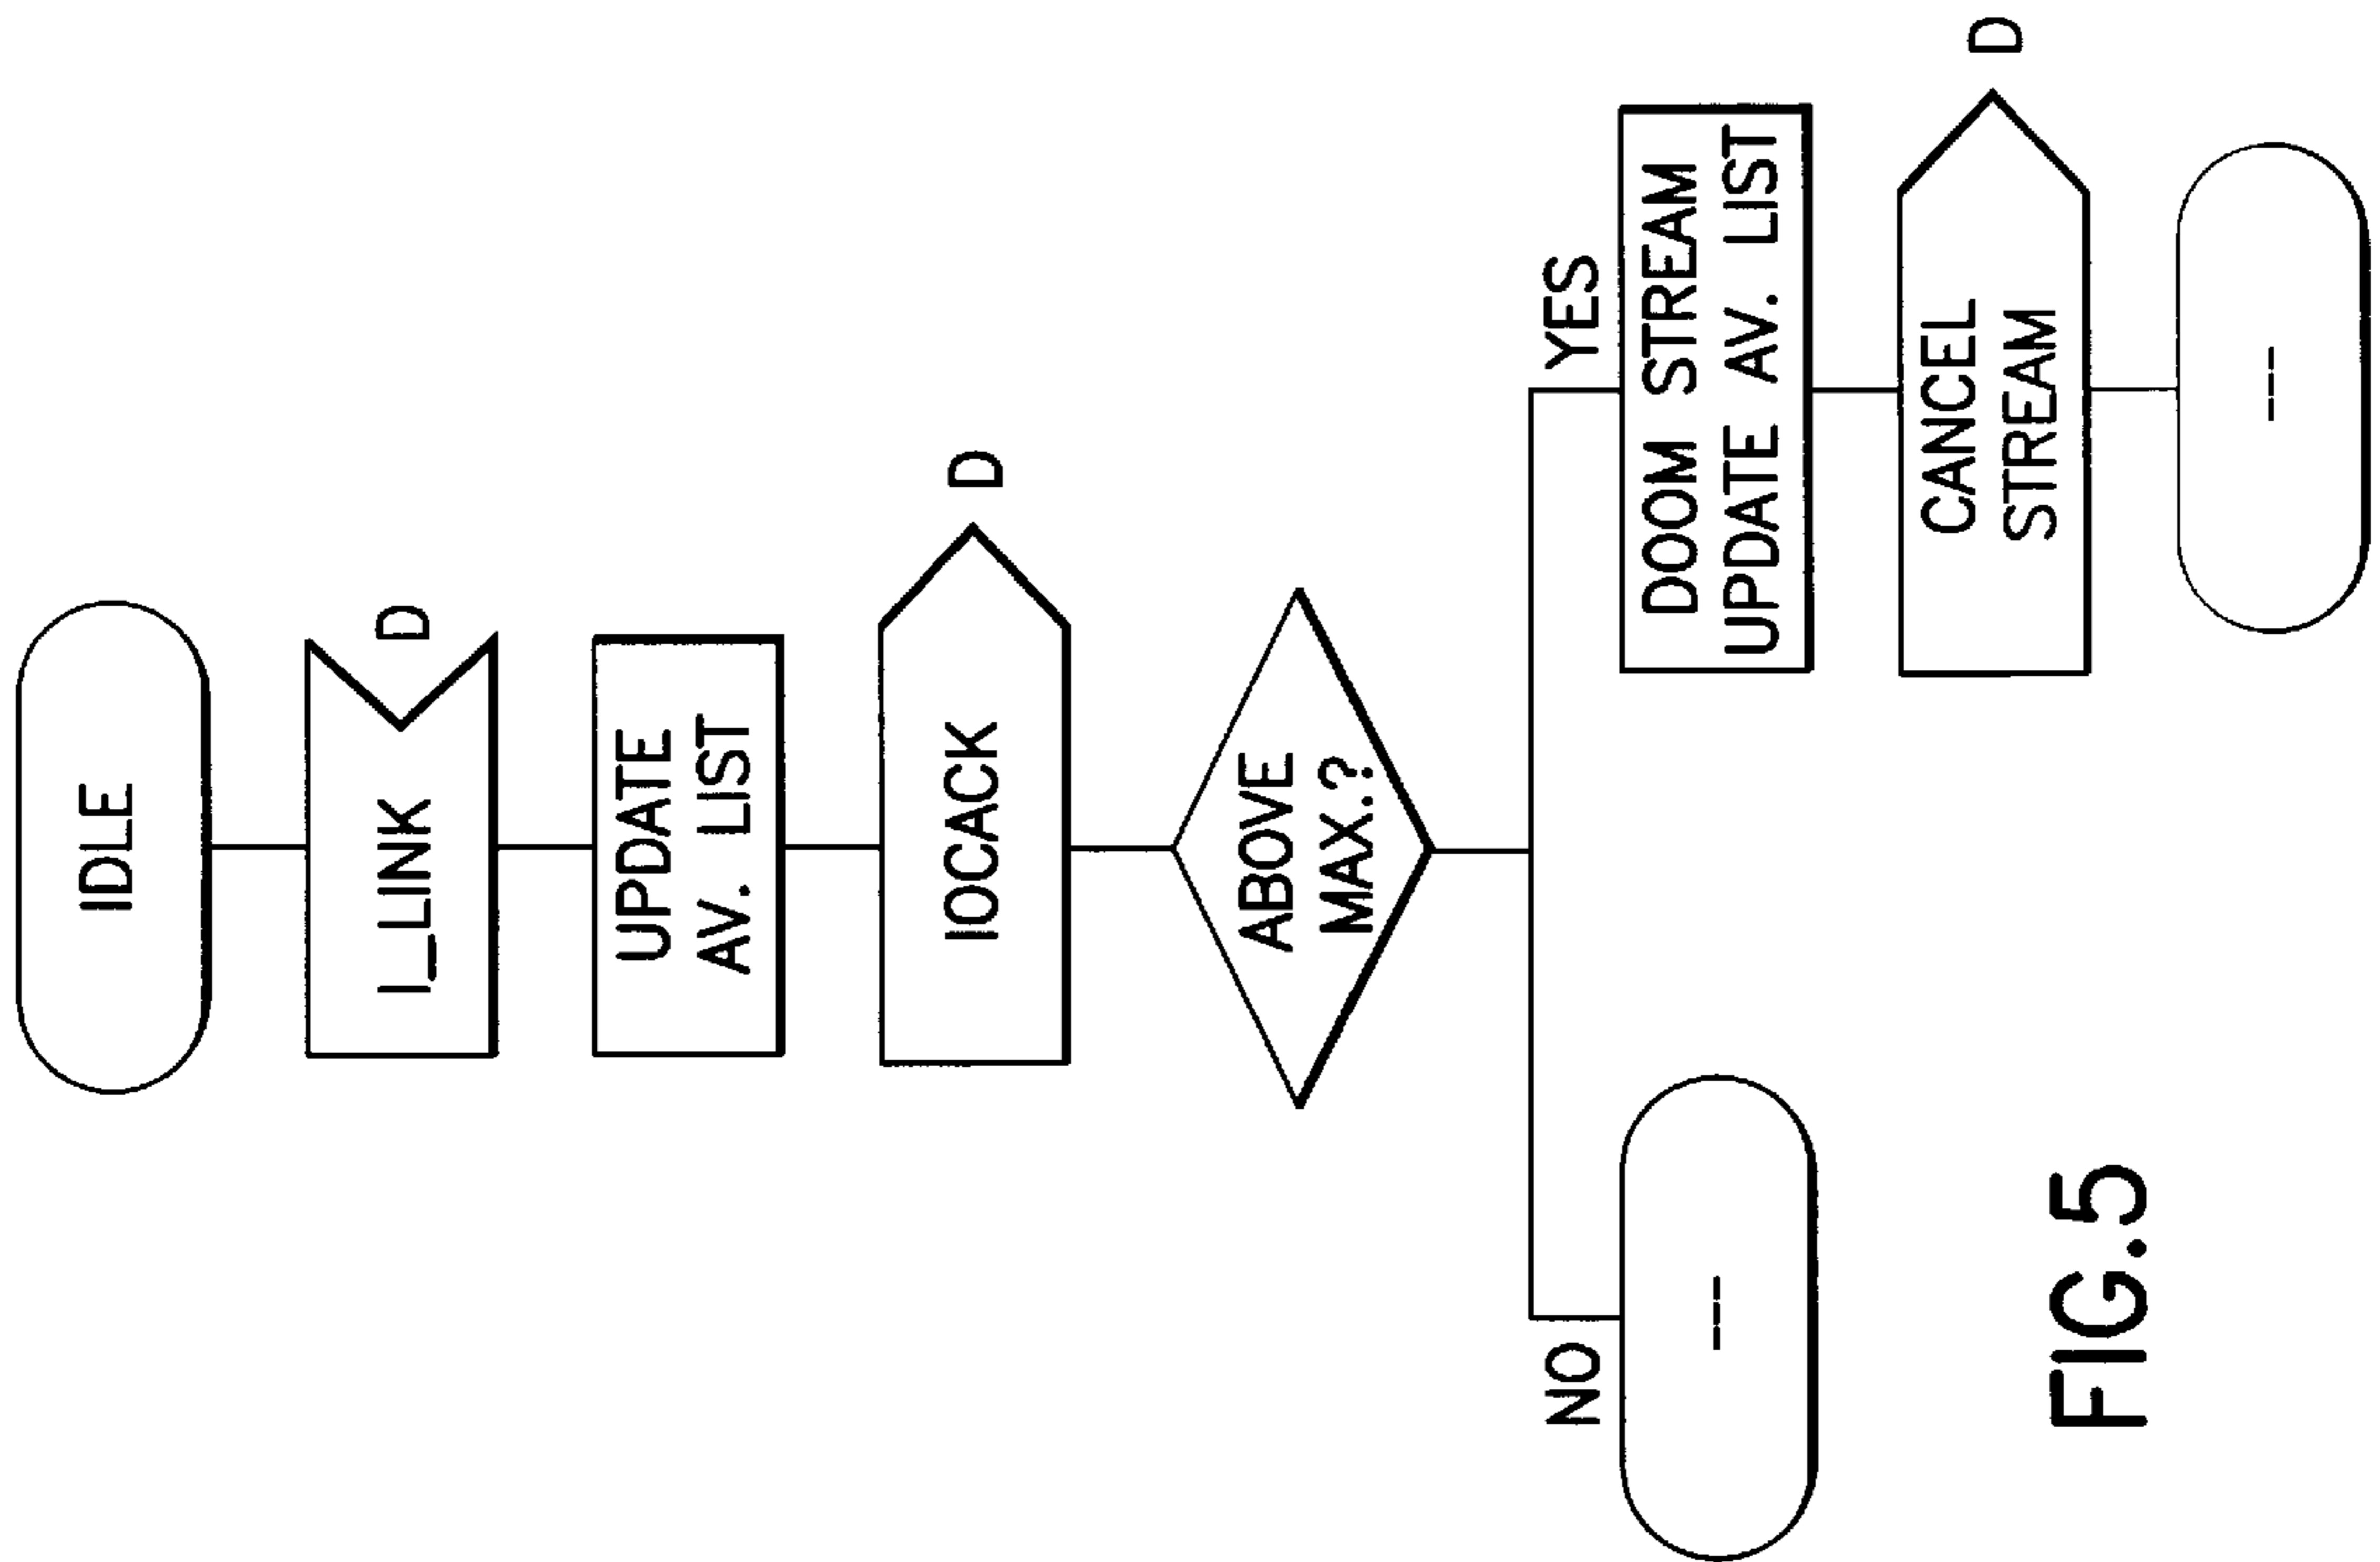 IDLE
I_LINK
D
UPDATE
AV. LIST
IOCACK
D
ABOVE
MAX.?
NO
YES
---
DOOM STREAM
UPDATE AV. LIST
CANCEL
STREAM
D
---
FIG.5